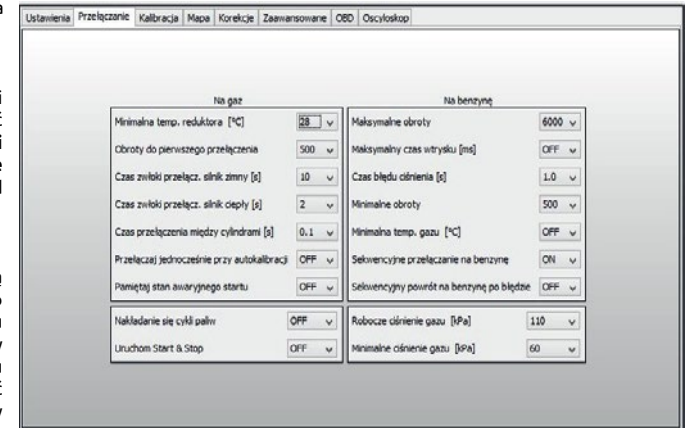 Ustawienia Przełączanie Kalibracja Mapa Korekcje Zaawansowane OBD Oscyloskop
Na gaz
Minimalna temp. reduktora [°C] 28
Obroty do pierwszego przełączenia 500
Czas zwłoki przełącz. silnik zimny [s] 10
Czas zwłoki przełącz. silnik ciepły [s] 2
Czas przełączenia między cylindrami [s] 0.1
Przełączaj jednocześnie przy autokalibracji OFF
Pamiętaj stan awaryjnego startu OFF
Nakładanie się cykli paliw OFF
Uruchom Start & Stop OFF
Na benzynę
Maksymalne obroty 6000
Maksymalny czas wtrysku [ms] OFF
Czas błędu ciśnienia [s] 1.0
Minimalne obroty 500
Minimalna temp. gazu [°C] OFF
Sekwencyjne przełączanie na benzynę ON
Sekwencyjny powrót na benzynę po błędzie OFF
Robocze ciśnienie gazu [kPa] 110
Minimalne ciśnienie gazu [kPa] 60